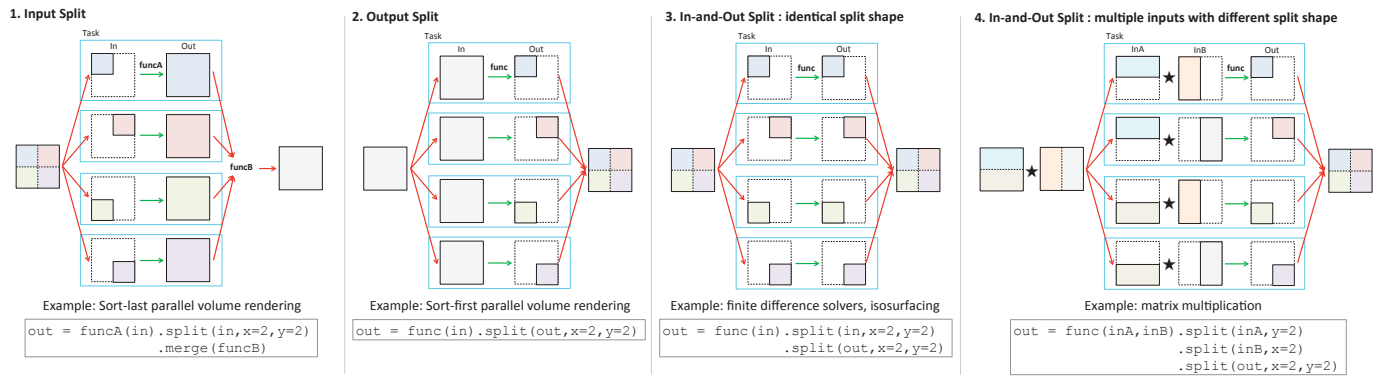 1. Input Split
Task
In
Out
funcA
funcB
Example: Sort-last parallel volume rendering
out = funcA(in).split(in,x=2,y=2)
.merge(funcB)
2. Output Split
Task
In
Out
func
Example: Sort-first parallel volume rendering
out = func(in).split(out,x=2,y=2)
3. In-and-Out Split : identical split shape
Task
In
Out
func
Example: finite difference solvers, isosurfacing
out = func(in).split(in,x=2,y=2)
.split(out,x=2,y=2)
4. In-and-Out Split : multiple inputs with different split shape
Task
InA
InB
Out
func
Example: matrix multiplication
out = func(inA,inB).split(inA,y=2)
.split(inB,x=2)
.split(out,x=2,y=2)